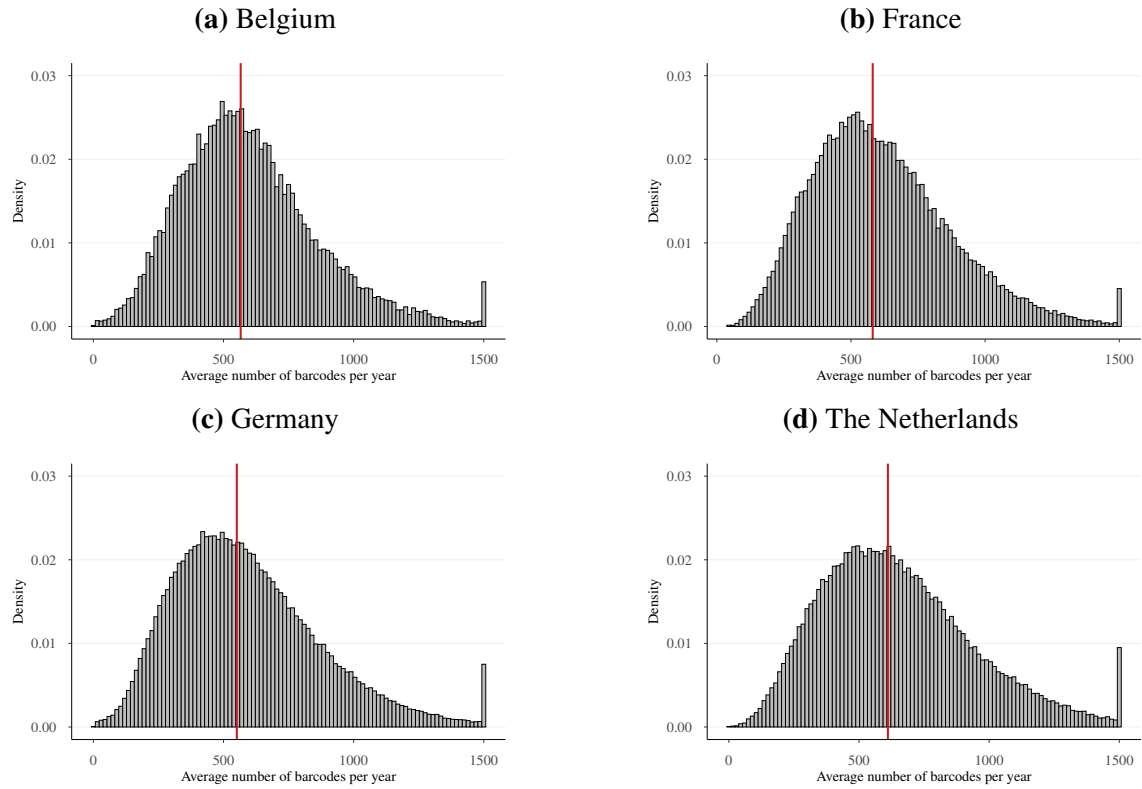 (a) Belgium
0.03
0.02
0.01
0.00
Density
0 500 1000 1500
Average number of barcodes per year
(b) France
0.03
0.02
0.01
0.00
Density
0 500 1000 1500
Average number of barcodes per year
(c) Germany
0.03
0.02
0.01
0.00
Density
0 500 1000 1500
Average number of barcodes per year
(d) The Netherlands
0.03
0.02
0.01
0.00
Density
0 500 1000 1500
Average number of barcodes per year